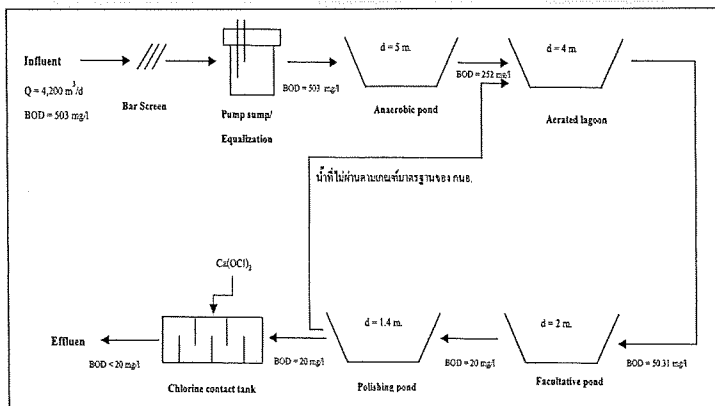 Influent
Q = 4,200 m³/d
BOD = 503 mg/l
Bar Screen
Pump sump/
Equalization
BOD = 503 mg/l
d = 5 m.
Anaerobic pond
BOD = 252 mg/l
d = 4 m.
Aerated lagoon
น้ำที่ไม่ผ่านตามเกณฑ์มาตรฐานของ กนอ.
Ca(OCl)₂
Effluen
BOD < 20 mg/l
Chlorine contact tank
BOD = 20 mg/l
d = 1.4 m.
Polishing pond
BOD = 20 mg/l
d = 2 m.
Facultative pond
BOD = 50.31 mg/l